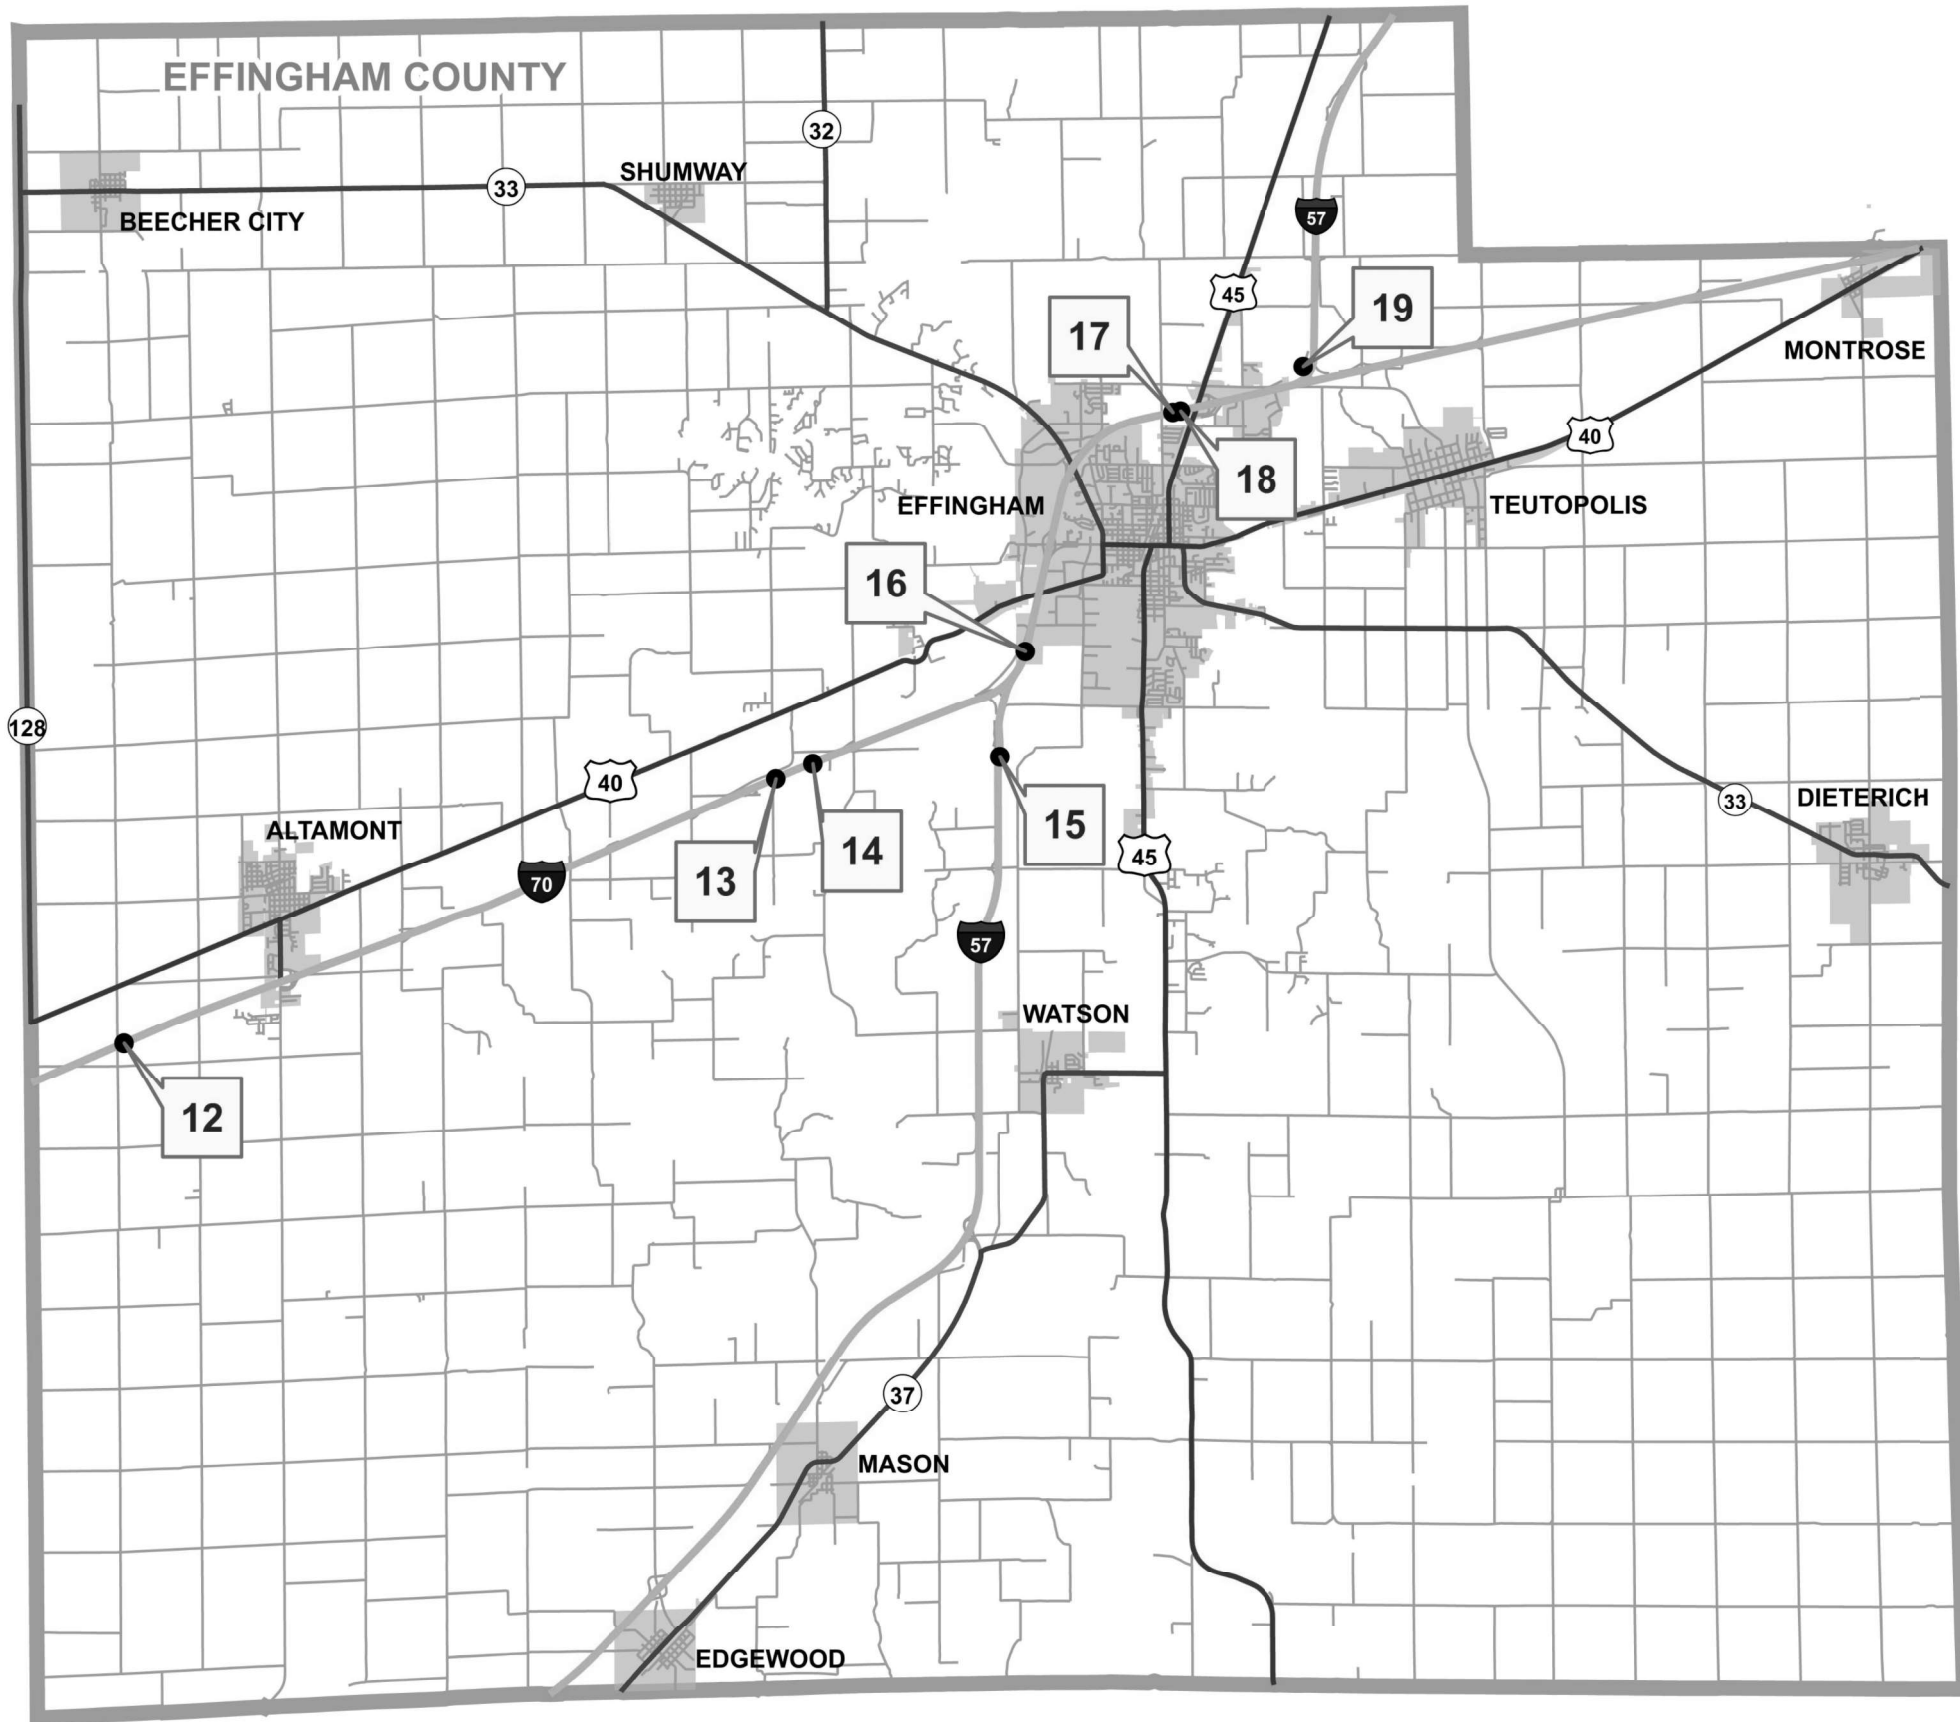 EFFINGHAM COUNTY
32
SHUMWAY
33
BEECHER CITY
57
45
19
17
MONTROSE
40
18
EFFINGHAM
TEUTOPOLIS
16
128
40
15
33
DIETERICH
ALTAMONT
14
45
13
70
57
WATSON
12
37
MASON
EDGEWOOD